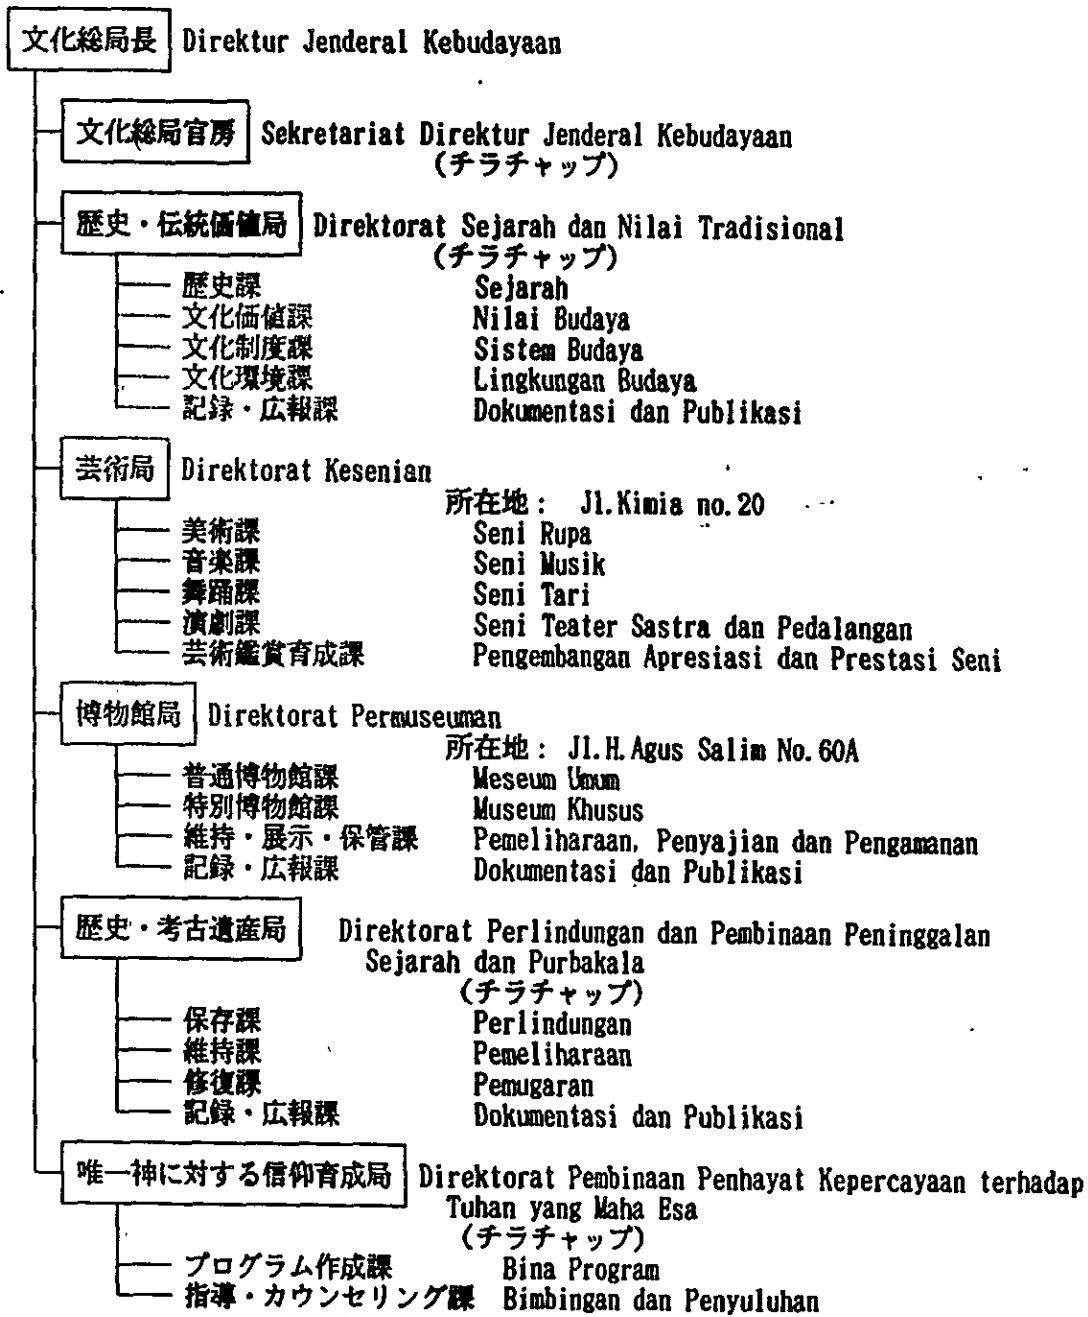 文化総局長 Direktur Jenderal Kebudayaan
文化総局官房 Sekretariat Direktur Jenderal Kebudayaan
(チラチャップ)
歴史・伝統価値局 Direktorat Sejarah dan Nilai Tradisional
(チラチャップ)
歴史課 Sejarah
文化価値課 Nilai Budaya
文化制度課 Sistem Budaya
文化環境課 Lingkungan Budaya
記録・広報課 Dokumentasi dan Publikasi
芸術局 Direktorat Kesenian
所在地: Jl.Kimia no.20
美術課 Seni Rupa
音楽課 Seni Musik
舞踊課 Seni Tari
演劇課 Seni Teater Sastra dan Pedalangan
芸術鑑賞育成課 Pengembangan Apresiasi dan Prestasi Seni
博物館局 Direktorat Permuseuman
所在地: Jl.H.Agus Salim No.60A
普通博物館課 Meseum Umum
特別博物館課 Museum Khusus
維持・展示・保管課 Pemeliharaan, Penyajian dan Pengamanan
記録・広報課 Dokumentasi dan Publikasi
歴史・考古遺産局 Direktorat Perlindungan dan Pembinaan Peninggalan
Sejarah dan Purbakala
(チラチャップ)
保存課 Perlindungan
維持課 Pemeliharaan
修復課 Pemugaran
記録・広報課 Dokumentasi dan Publikasi
唯一神に対する信仰育成局 Direktorat Pembinaan Penhayat Kepercayaan terhadap
Tuhan yang Maha Esa
(チラチャップ)
プログラム作成課 Bina Program
指導・カウンセリング課 Bimbingan dan Penyuluhan